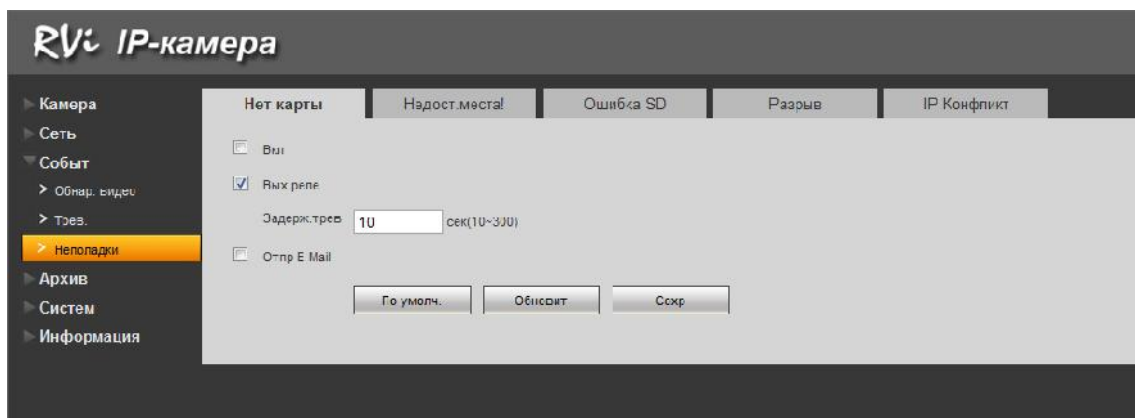 RVi IP-камера
Камера
Сеть
Событ
Обнар. видео
Трев.
Неполадки
Архив
Систем
Информация
Нет карты
Недост.места!
Ошибка SD
Разрыв
IP Конфликт
Вкл
Вых реле
Задерж.трев
10
сек(10~300)
Отпр E Mail
По умолч.
Обновит
Сохр